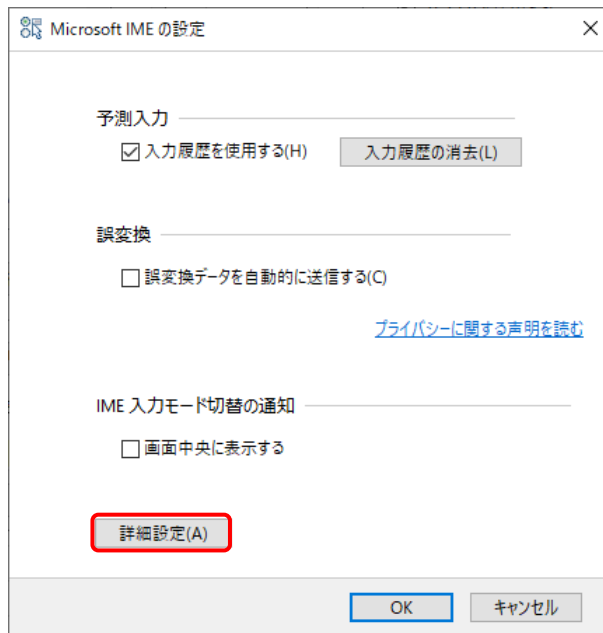 Microsoft IME の設定
予測入力
入力履歴を使用する(H)
入力履歴の消去(L)
誤変換
誤変換データを自動的に送信する(C)
プライバシーに関する声明を読む
IME 入力モード切替の通知
画面中央に表示する
詳細設定(A)
OK
キャンセル